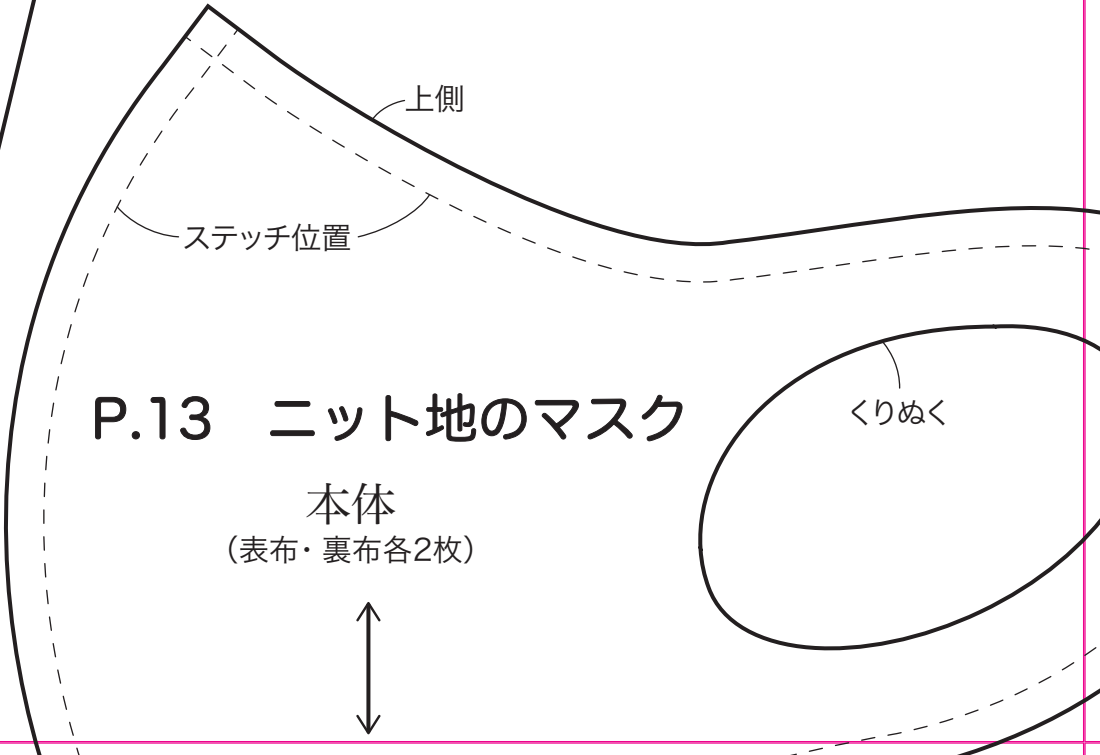 上側
ステッチ位置
P.13　ニット地のマスク
くりぬく
本体
（表布・裏布各2枚）